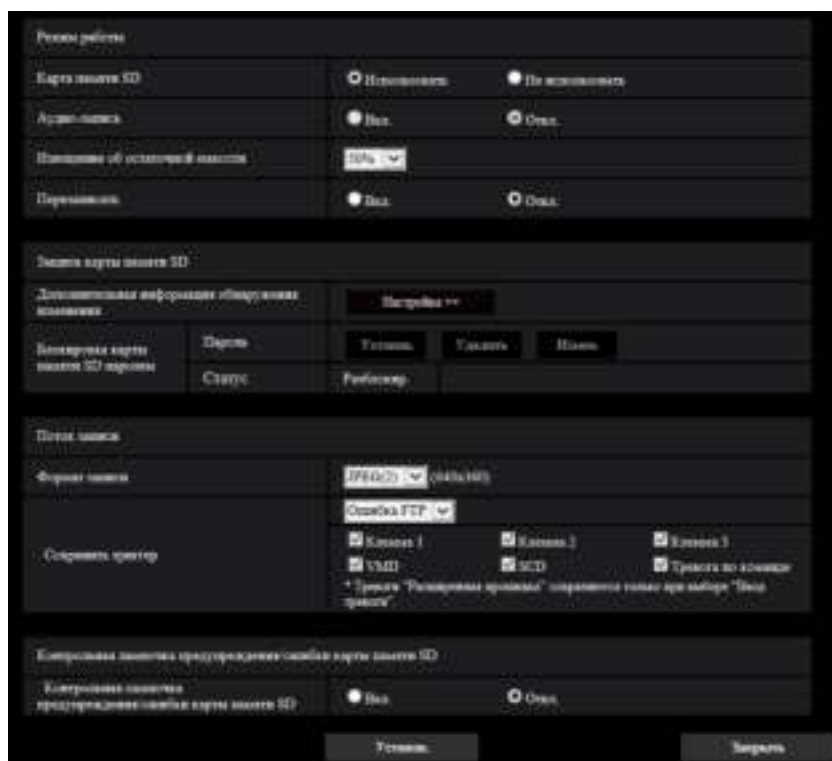 Режим работы
Карта памяти SD
Использовать
Не использовать
Аудио-запись
Вкл.
Откл.
Извещение об остаточной емкости
50%
Перезапись
Вкл.
Откл.
Защита карты памяти SD
Дополнительная информация обнаружения
изменения
Настройка >>
Блокировка карты
памяти SD паролем
Пароль
Установ.
Удалить
Измен.
Статус
Разблокир.
Поток записи
Формат записи
JPEG(2)
(640x360)
Сохранить триггер
Ошибка FTP
Клемма 1
Клемма 2
Клемма 3
VMD
SCD
Тревога по команде
* Тревоги "Расширенная
сохраняется только при выборе "Ввод
тревоги".
Контрольная лампочка предупреждения/ошибки карты памяти SD
Контрольная лампочка
предупреждения/ошибки карты памяти SD
Вкл.
Откл.
Установ.
Закрыть